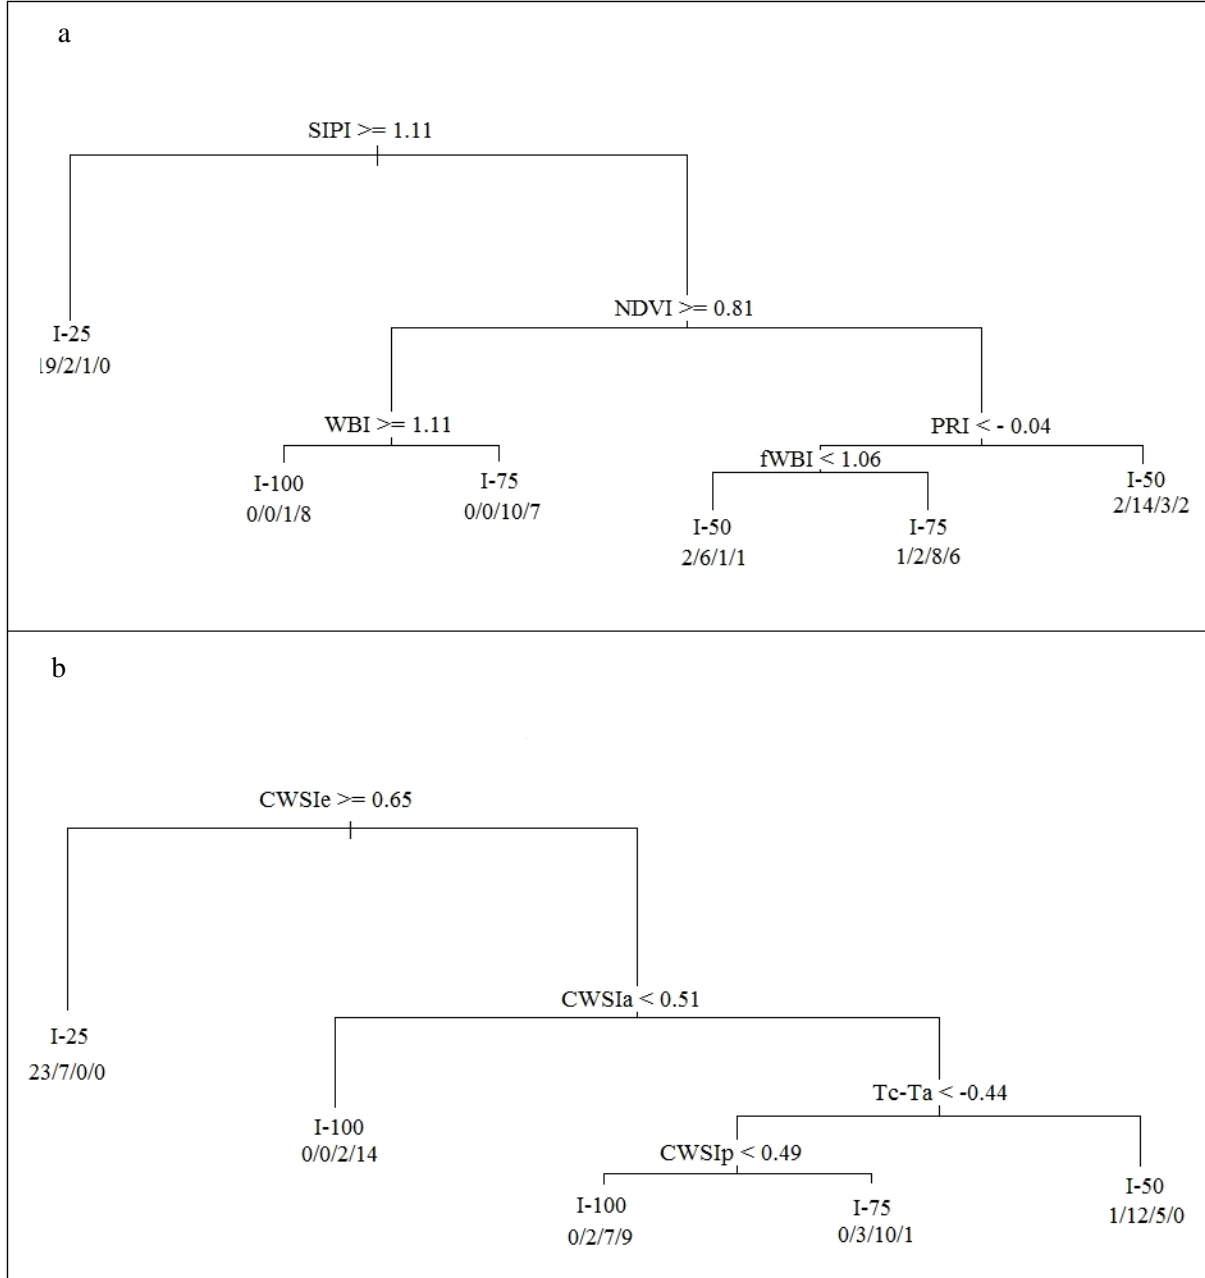 a
SIPI >= 1.11
NDVI >= 0.81
I-25
19/2/1/0
WBI >= 1.11
PRI < - 0.04
fWBI < 1.06
I-100
0/0/1/8
I-75
0/0/10/7
I-50
2/14/3/2
I-50
2/6/1/1
I-75
1/2/8/6
b
CWSIe >= 0.65
CWSIa < 0.51
I-25
23/7/0/0
Tc-Ta < -0.44
I-100
0/0/2/14
CWSIp < 0.49
I-50
1/12/5/0
I-100
0/2/7/9
I-75
0/3/10/1